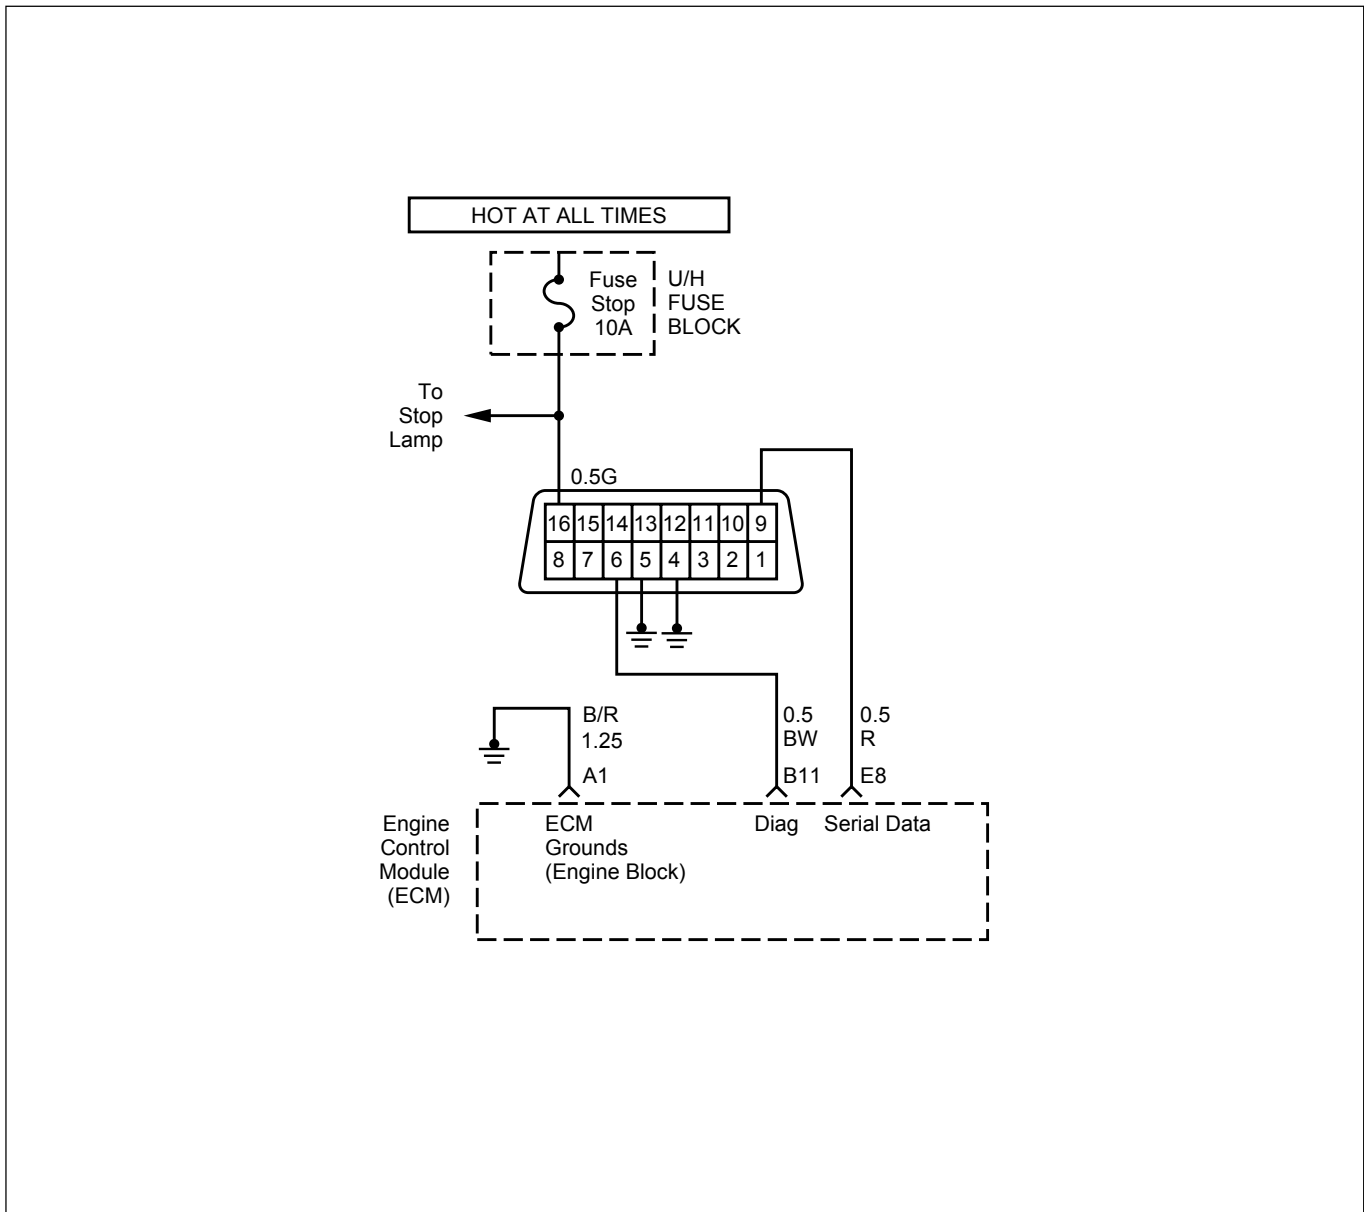 HOT AT ALL TIMES
Fuse
Stop
10A
U/H
FUSE
BLOCK
To
Stop
Lamp
0.5G
16 15 14 13 12 11 10 9
8 7 6 5 4 3 2 1
B/R
1.25
A1
0.5
BW
B11
0.5
R
E8
Engine
Control
Module
(ECM)
ECM
Grounds
(Engine Block)
Diag
Serial Data